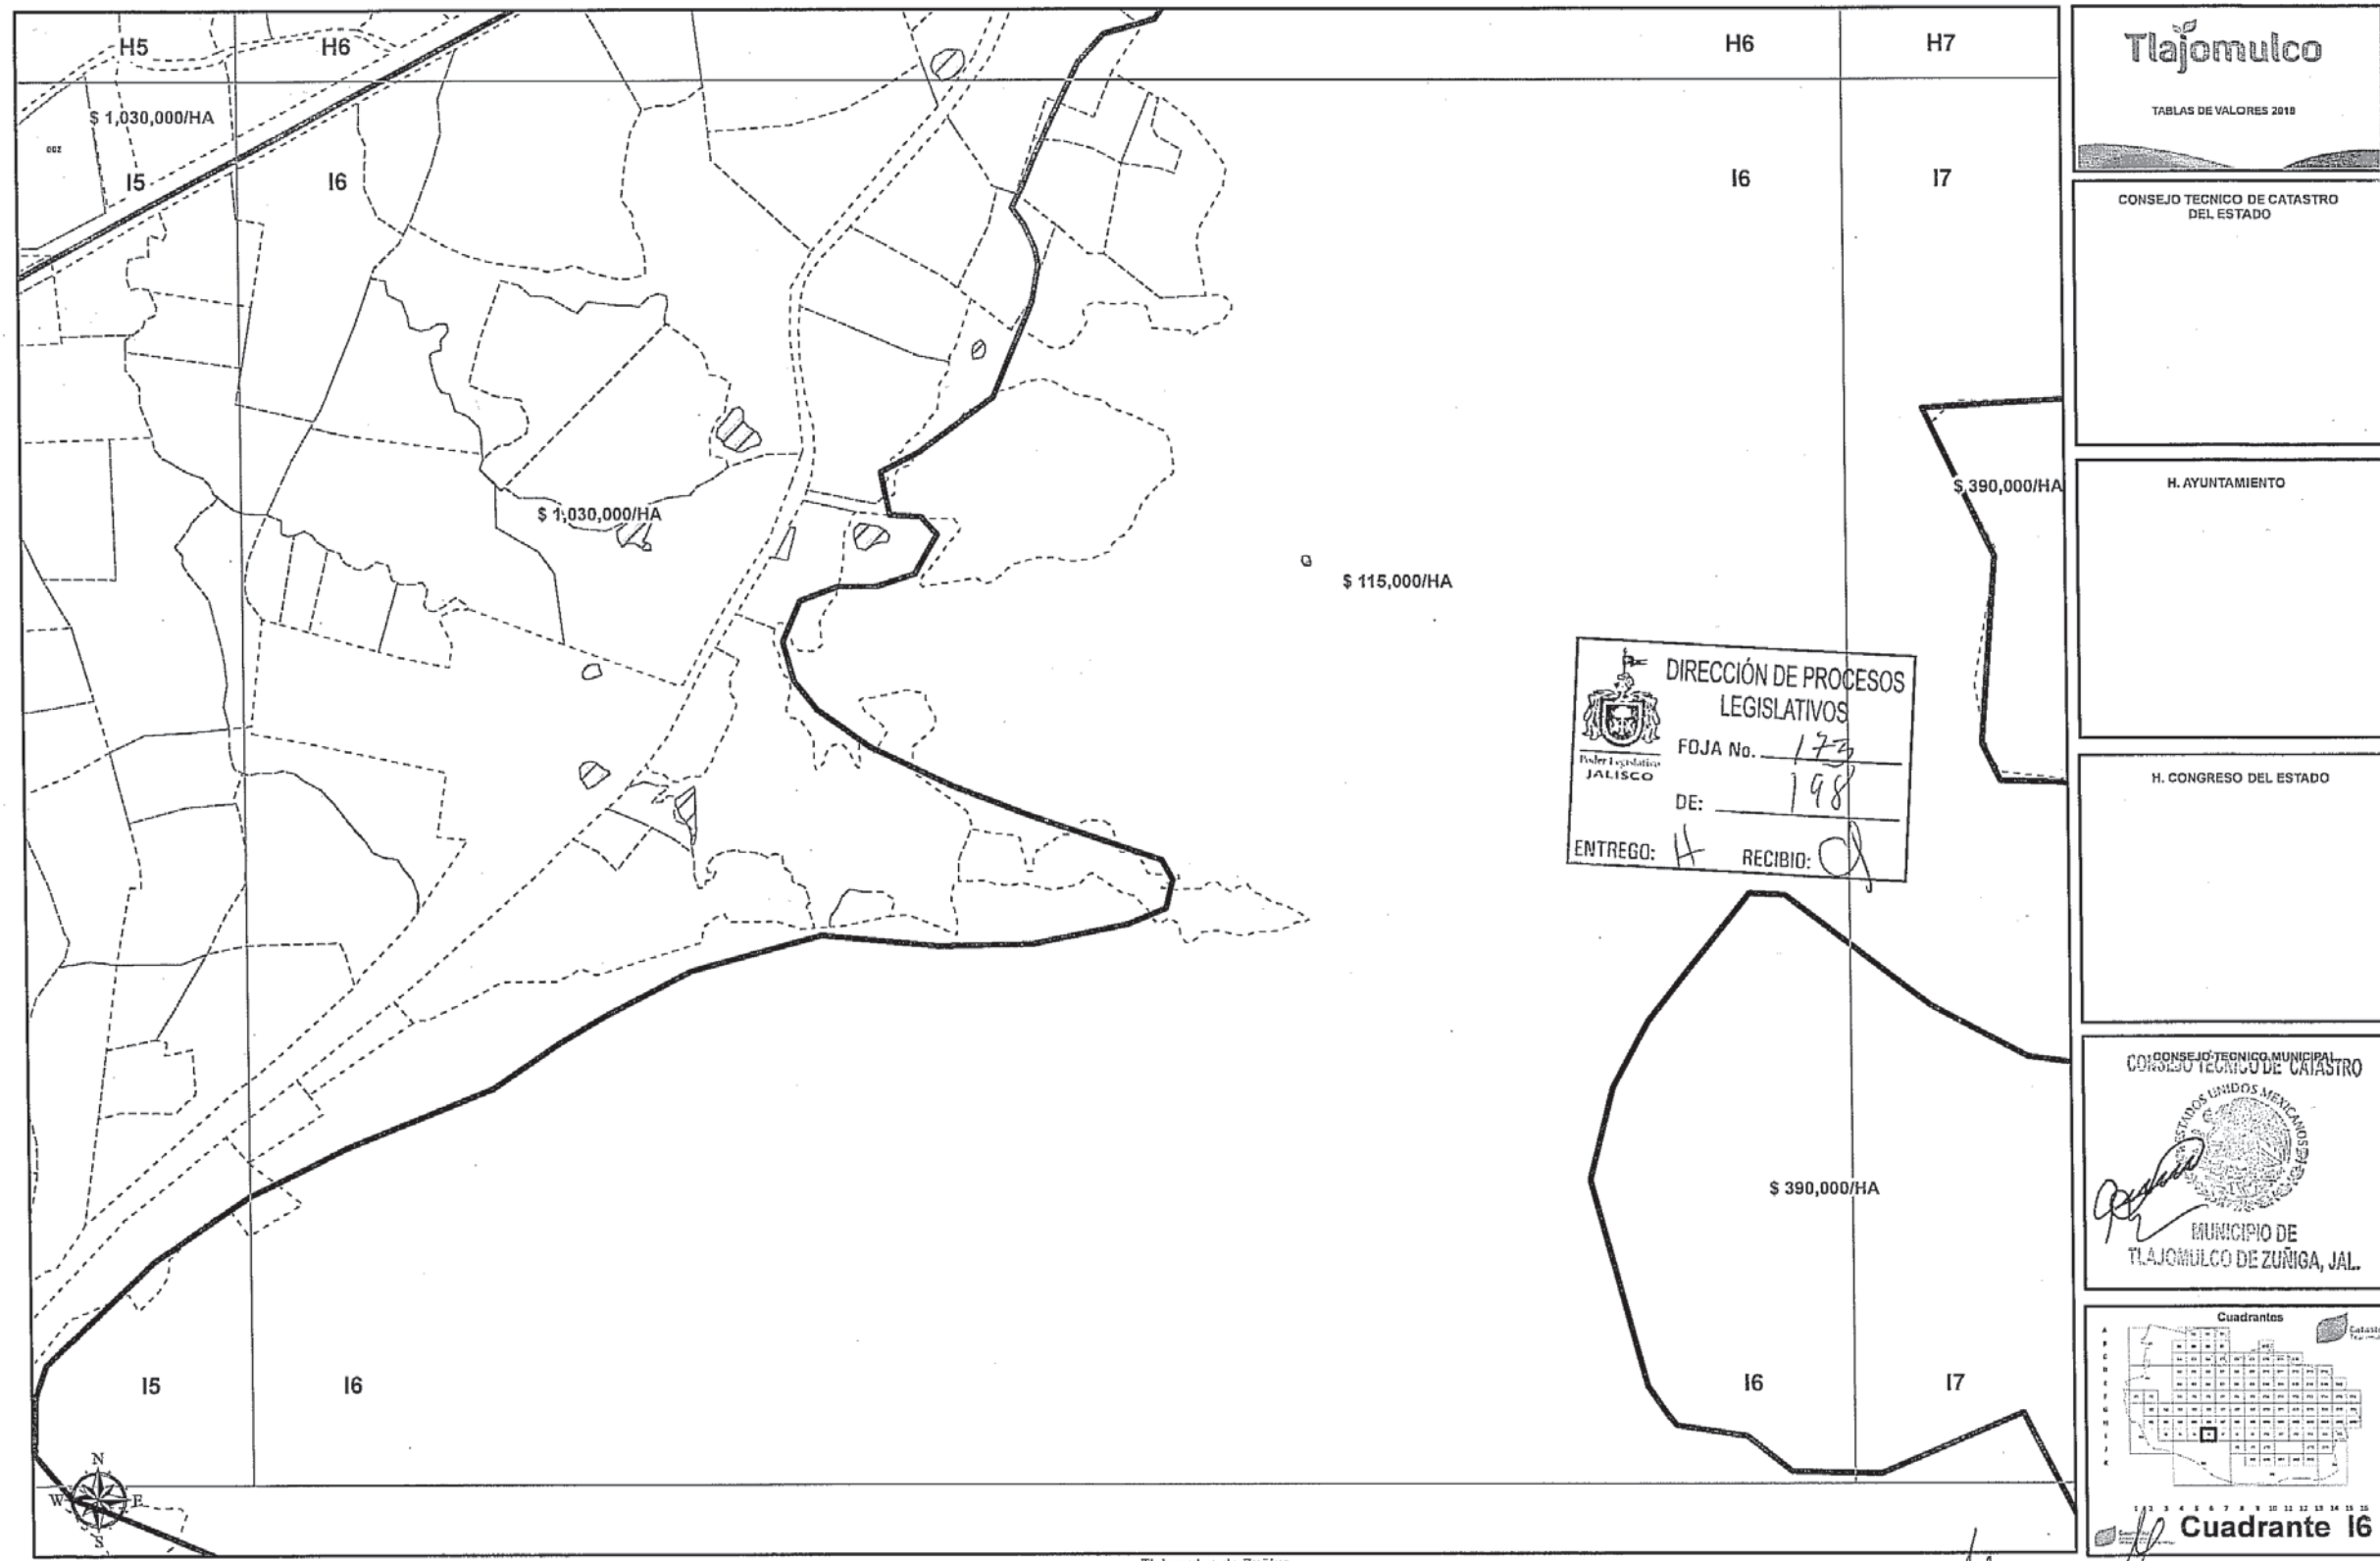 H5
H6
H6
H7
$ 1,030,000/HA
002
I5
I6
I6
I7
$ 390,000/HA
$ 1,030,000/HA
$ 115,000/HA
DIRECCIÓN DE PROCESOS
LEGISLATIVOS
FOJA No. 173
198
DE:
ENTREGO: RECIBIO:
Poder Legislativo
JALISCO
$ 390,000/HA
I5
I6
I6
I7
N
W
E
S
Tlajomulco
TABLAS DE VALORES 2018
CONSEJO TECNICO DE CATASTRO
DEL ESTADO
H. AYUNTAMIENTO
H. CONGRESO DEL ESTADO
CONSEJO TECNICO MUNICIPAL
CONSEJO TECNICO DE CATASTRO
ESTADOS UNIDOS MEXICANOS
MUNICIPIO DE
TLAJOMULCO DE ZUÑIGA, JAL.
Cuadrantes
Cuadrante I6